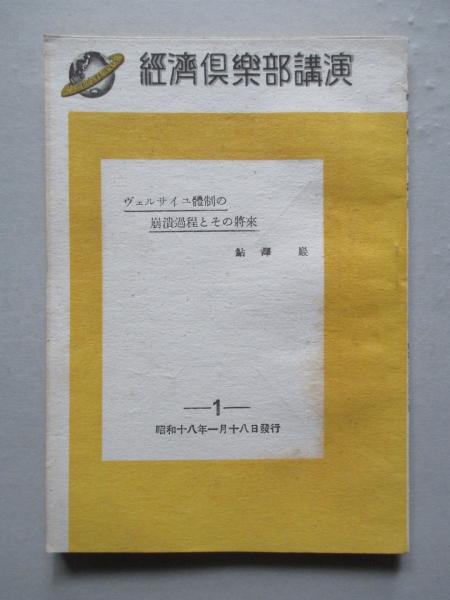 經濟倶樂部講演
ヴェルサイユ體制の
崩潰過程とその將來
鮎澤巖
—1—
昭和十八年一月十八日發行